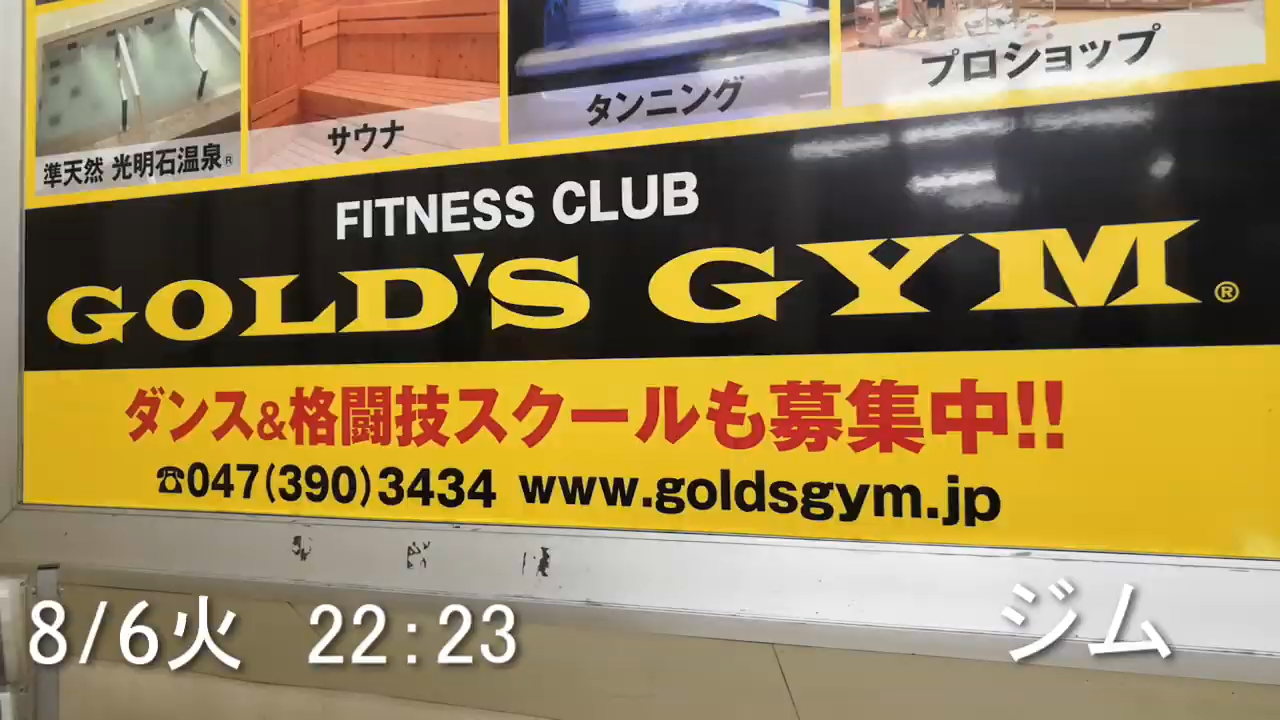 プロショップ
タンニング
サウナ
準天然 光明石温泉®
FITNESS CLUB
GOLD'S GYM®
ダンス&格闘技スクールも募集中!!
☎047(390)3434 www.goldsgym.jp
8/6火 22:23
ジム